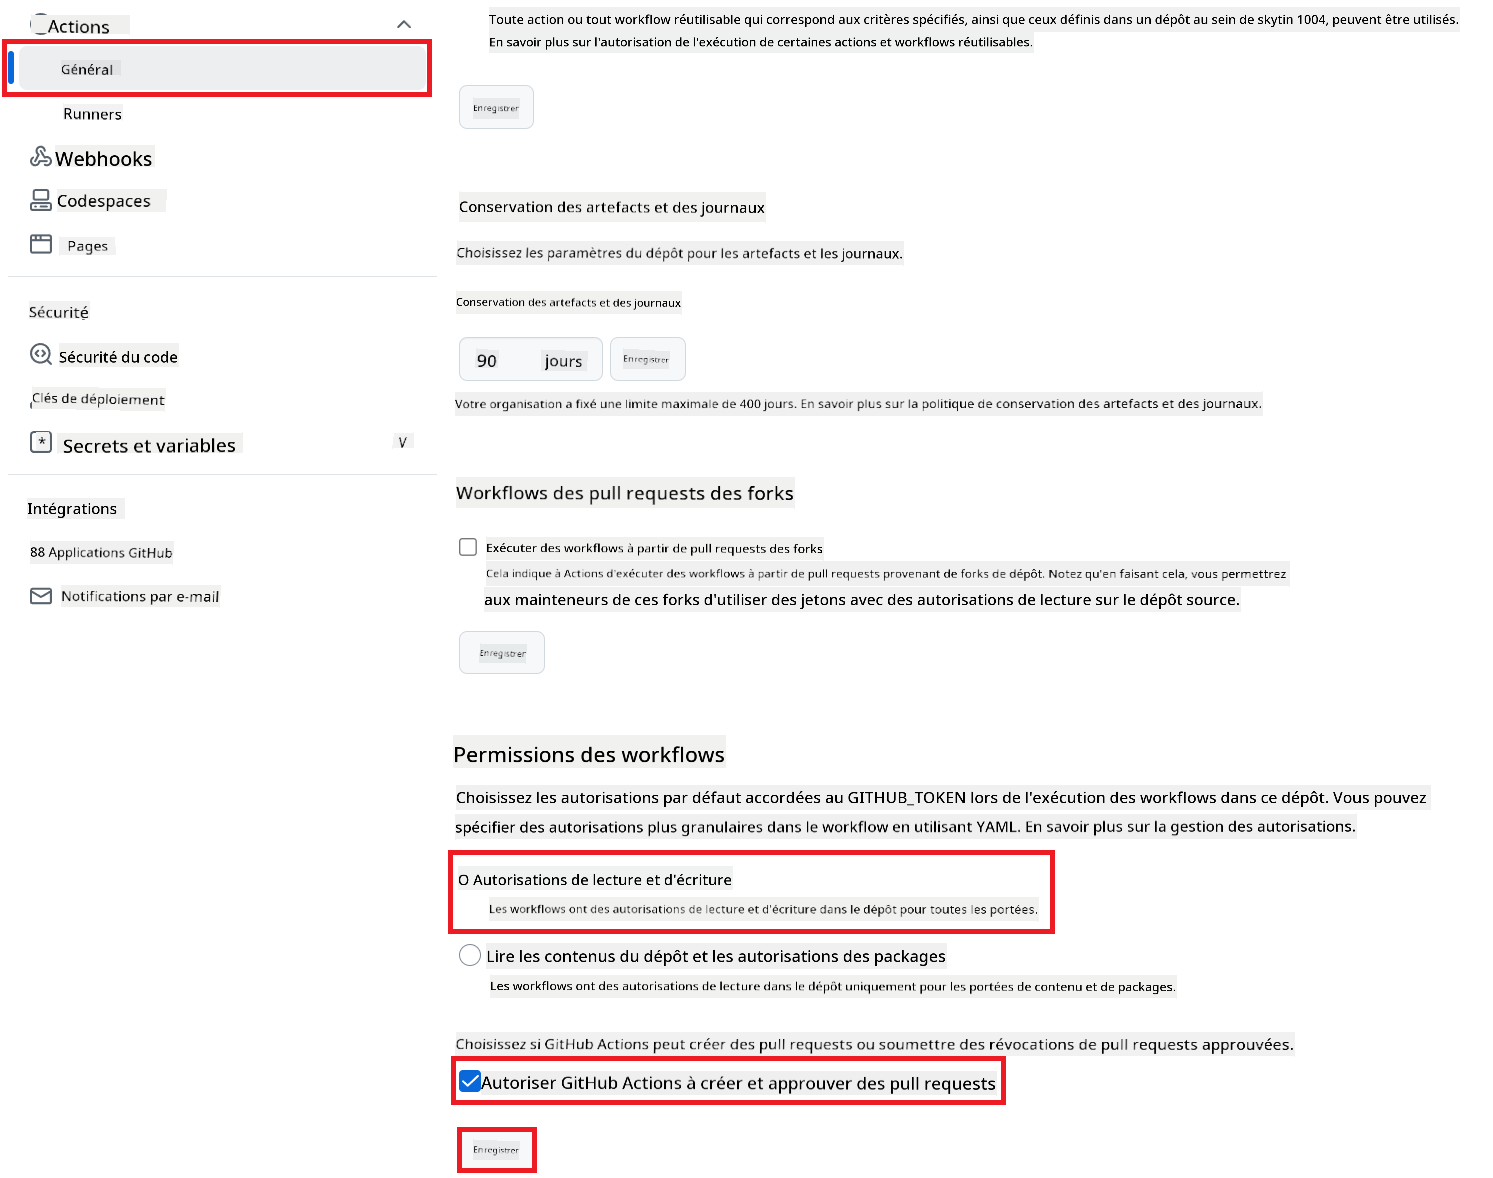 Actions
Général
Runners
Webhooks
Codespaces
Pages
Sécurité
Sécurité du code
Clés de déploiement
Secrets et variables V
Intégrations
88 Applications GitHub
Notifications par e-mail
Toute action ou tout workflow réutilisable qui correspond aux critères spécifiés, ainsi que ceux définis dans un dépôt au sein de skytin 1004, peuvent être utilisés.
En savoir plus sur l'autorisation de l'exécution de certaines actions et workflows réutilisables.
Enregistrer
Conservation des artefacts et des journaux
Choisissez les paramètres du dépôt pour les artefacts et les journaux.
Conservation des artefacts et des journaux
90 jours Enregistrer
Votre organisation a fixé une limite maximale de 400 jours. En savoir plus sur la politique de conservation des artefacts et des journaux.
Workflows des pull requests des forks
Exécuter des workflows à partir de pull requests des forks
Cela indique à Actions d'exécuter des workflows à partir de pull requests provenant de forks de dépôt. Notez qu'en faisant cela, vous permettrez
aux mainteneurs de ces forks d'utiliser des jetons avec des autorisations de lecture sur le dépôt source.
Enregistrer
Permissions des workflows
Choisissez les autorisations par défaut accordées au GITHUB_TOKEN lors de l'exécution des workflows dans ce dépôt. Vous pouvez
spécifier des autorisations plus granulaires dans le workflow en utilisant YAML. En savoir plus sur la gestion des autorisations.
O Autorisations de lecture et d'écriture
Les workflows ont des autorisations de lecture et d'écriture dans le dépôt pour toutes les portées.
Lire les contenus du dépôt et les autorisations des packages
Les workflows ont des autorisations de lecture dans le dépôt uniquement pour les portées de contenu et de packages.
Choisissez si GitHub Actions peut créer des pull requests ou soumettre des révocations de pull requests approuvées.
Autoriser GitHub Actions à créer et approuver des pull requests
Enregistrer